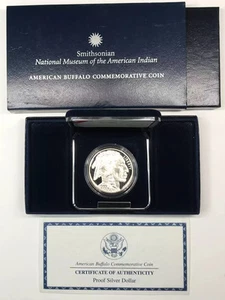 Smithsonian
National Museum of the American Indian
AMERICAN BUFFALO COMMEMORATIVE COIN
American Buffalo Commemorative Coin
CERTIFICATE OF AUTHENTICITY
Proof Silver Dollar